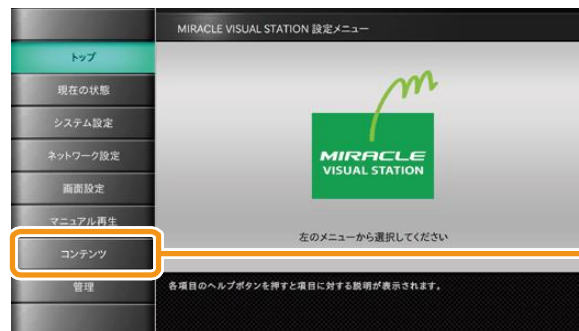 MIRACLE VISUAL STATION 設定メニュー
トップ
現在の状態
システム設定
ネットワーク設定
画面設定
マニュアル再生
コンテンツ
管理
MIRACLE
VISUAL STATION
左のメニューから選択してください
各項目のヘルプボタンを押すと項目に対する説明が表示されます。